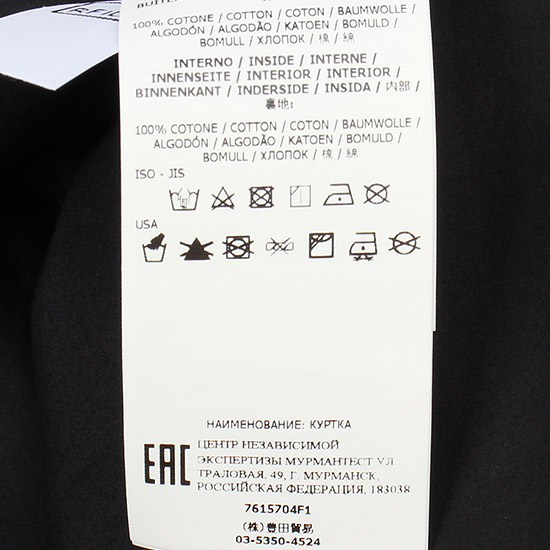 100% COTONE / COTTON / COTON / BAUMWOLLE /
ALGODÓN / ALGODÃO / KATOEN / BOMULD /
BOMULL / ХЛОПОК / 棉 / 綿
INTERNO / INSIDE / INTERNE /
INNENSEITE / INTERIOR / INTERIOR /
BINNENKANT / INDERSIDE / INSIDA / 内部 /
裏地:
100% COTONE / COTTON / COTON / BAUMWOLLE /
ALGODÓN / ALGODÃO / KATOEN / BOMULD /
BOMULL / ХЛОПОК / 棉 / 綿
ISO - JIS
USA
НАИМЕНОВАНИЕ: КУРТКА
EAC
ЦЕНТР НЕЗАВИСИМОЙ
ЭКСПЕРТИЗЫ МУРМАНТЕСТ УЛ
ТРАЛОВАЯ, 49, Г. МУРМАНСК,
РОССИЙСКАЯ ФЕДЕРАЦИЯ, 183038
7615704F1
(株)豊田貿易
03-5350-4524